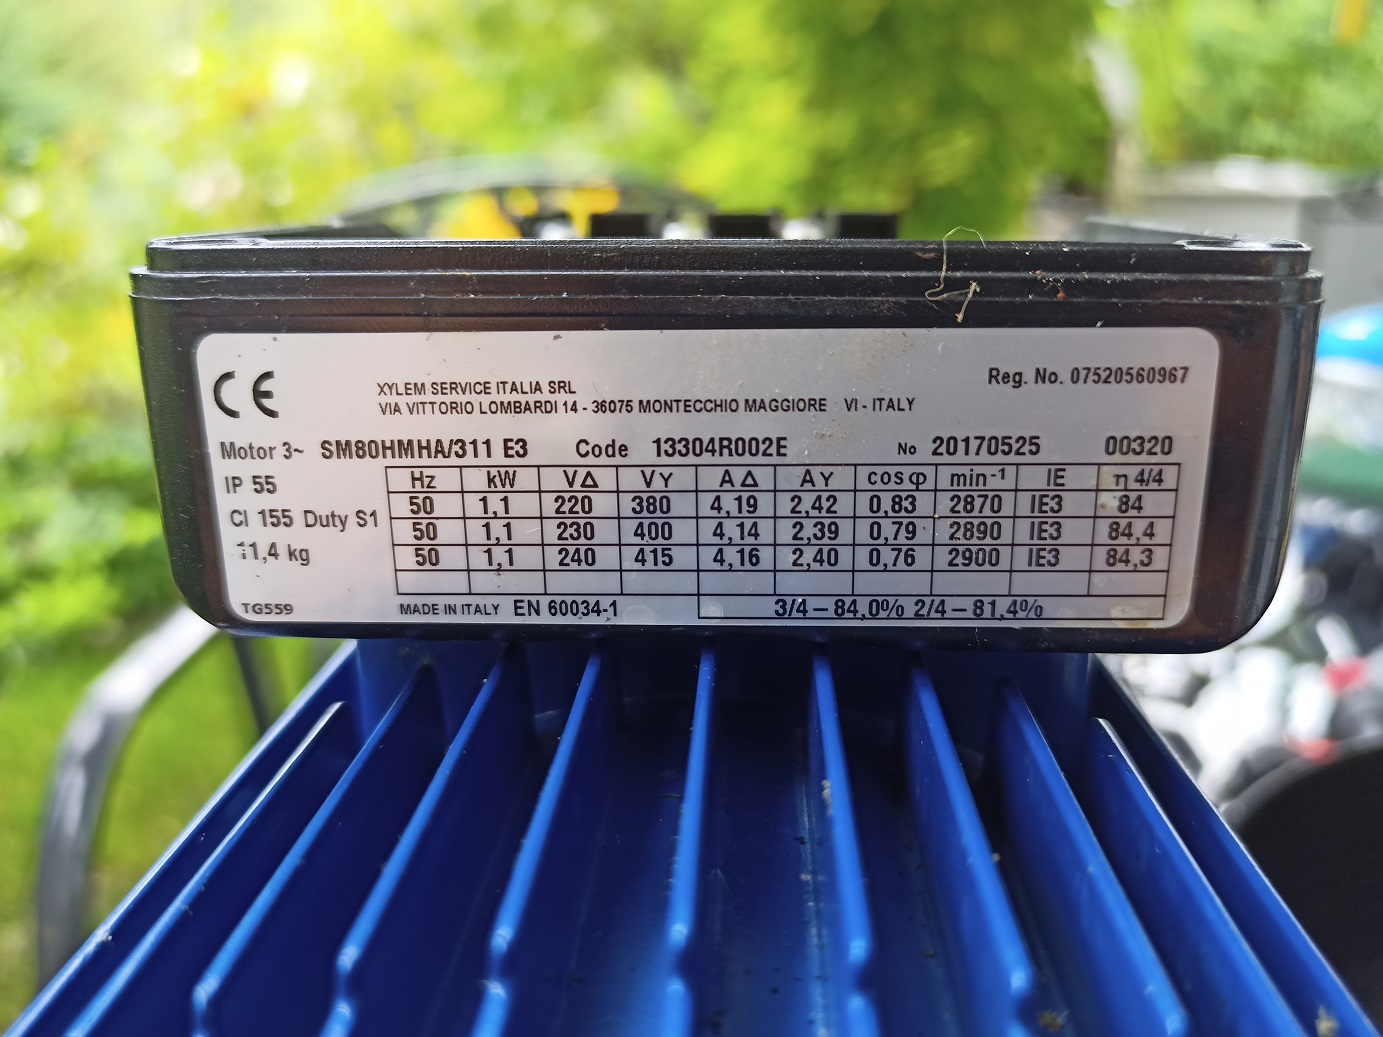 CE
XYLEM SERVICE ITALIA SRL
VIA VITTORIO LOMBARDI 14 - 36075 MONTECCHIO MAGGIORE VI - ITALY
Reg. No. 07520560967
Motor 3~ SM80HMHA/311 E3 Code 13304R002E No 20170525 00320
IP 55
Cl 155 Duty S1
11,4 kg
Hz kW V∆ VY A∆ AY cosφ min⁻¹ IE η 4/4
50 1,1 220 380 4,19 2,42 0,83 2870 IE3 84
50 1,1 230 400 4,14 2,39 0,79 2890 IE3 84,4
50 1,1 240 415 4,16 2,40 0,76 2900 IE3 84,3
TG559
MADE IN ITALY EN 60034-1
3/4 – 84,0% 2/4 – 81,4%